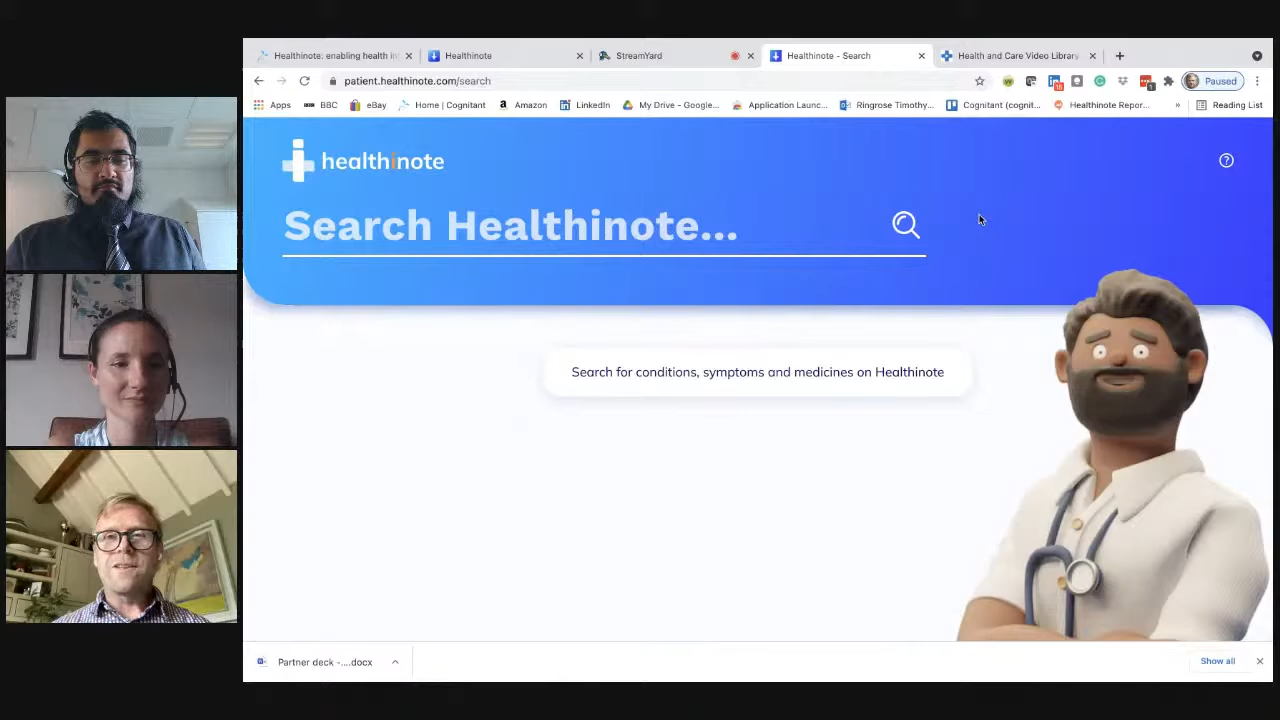 Healthinote: enabling health in
Healthinote
StreamYard
Healthinote - Search
Health and Care Video Library
patient.healthinote.com/search
Paused
Apps
BBC
eBay
Home | Cognitant
Amazon
LinkedIn
My Drive - Google...
Application Launc...
Ringrose Timothy...
Cognitant (cognit...
Healthinote Repor...
»
Reading List
healthinote
Search Healthinote...
Search for conditions, symptoms and medicines on Healthinote
Partner deck -....docx
Show all